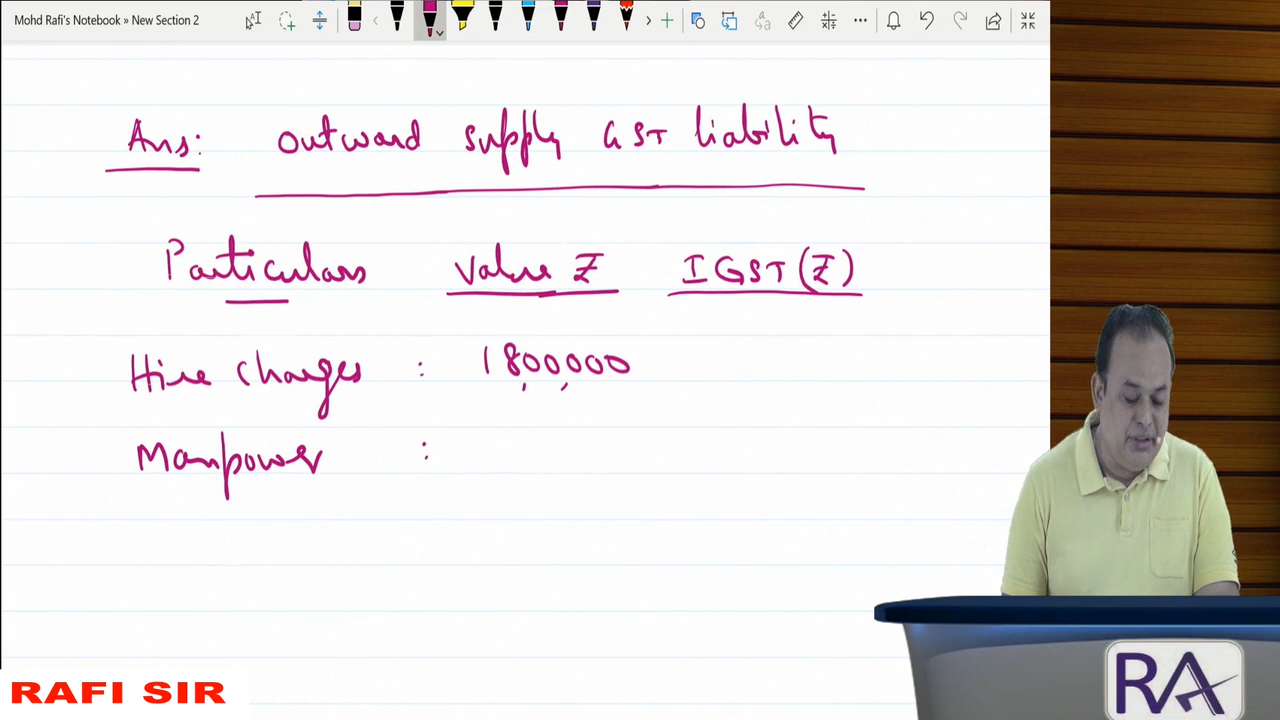 Mohd Rafi's Notebook » New Section 2
Ans: Outward supply GST liability
Particulars Value ₹ IGST(₹)
Hire charges : 1800000
Manpower :
RAFI SIR
RA